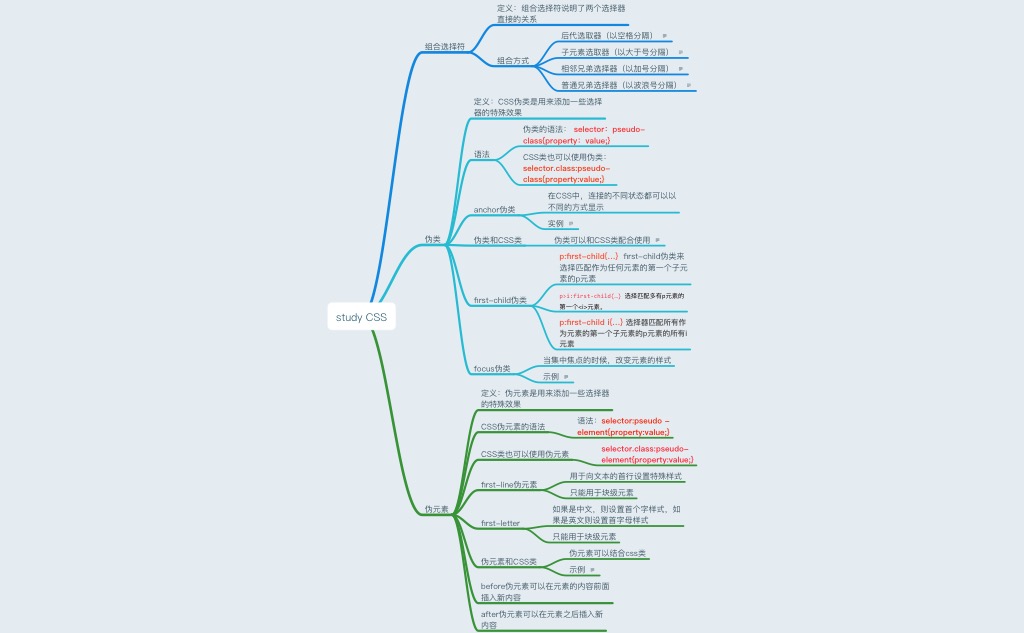 study CSS
组合选择符
定义：组合选择符说明了两个选择器
直接的关系
组合方式
后代选取器（以空格分隔）
子元素选取器（以大于号分隔）
相邻兄弟选择器（以加号分隔）
普通兄弟选择器（以波浪号分隔）
伪类
定义：CSS伪类是用来添加一些选择
器的特殊效果
语法
伪类的语法： selector：pseudo-
class{property：value;}
CSS类也可以使用伪类：
selector.class:pseudo-
class{property:value;}
anchor伪类
在CSS中，连接的不同状态都可以以
不同的方式显示
实例
伪类和CSS类
伪类可以和CSS类配合使用
first-child伪类
p:first-child{...} first-child伪类来
选择匹配作为任何元素的第一个子元
素的p元素
p>i:first-child{…} 选择匹配多有p元素的
第一个<i>元素。
p:first-child i{...} 选择器匹配所有作
为元素的第一个子元素的p元素的所有i
元素
focus伪类
当集中焦点的时候，改变元素的样式
示例
伪元素
定义：伪元素是用来添加一些选择器
的特殊效果
CSS伪元素的语法
语法：selector:pseudo -
element{property:value;}
CSS类也可以使用伪元素
selector.class:pseudo-
element{property:value;}
first-line伪元素
用于向文本的首行设置特殊样式
只能用于块级元素
first-letter
如果是中文，则设置首个字样式，如
果是英文则设置首字母样式
只能用于块级元素
伪元素和CSS类
伪元素可以结合css类
示例
before伪元素可以在元素的内容前面
插入新内容
after伪元素可以在元素之后插入新
内容